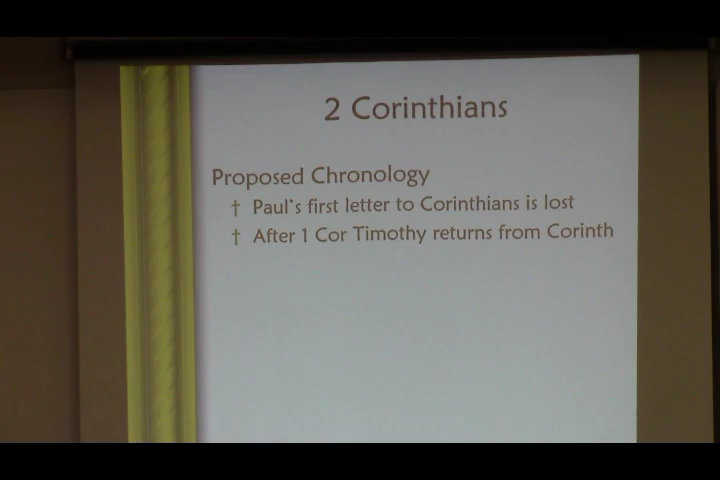 2 Corinthians
Proposed Chronology
† Paul's first letter to Corinthians is lost
† After 1 Cor Timothy returns from Corinth